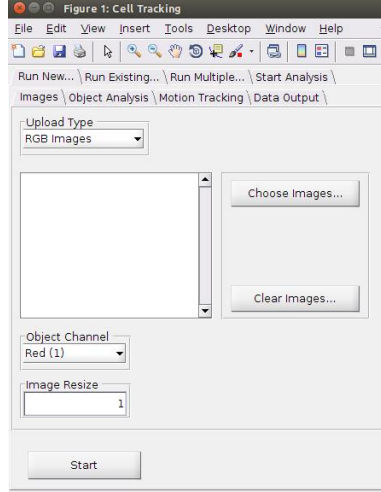 Figure 1: Cell Tracking
File Edit View Insert Tools Desktop Window Help
Run New... \ Run Existing... \ Run Multiple... \ Start Analysis \
Images \ Object Analysis \ Motion Tracking \ Data Output \
Upload Type
RGB Images
Choose Images...
Clear Images...
Object Channel
Red (1)
Image Resize
1
Start